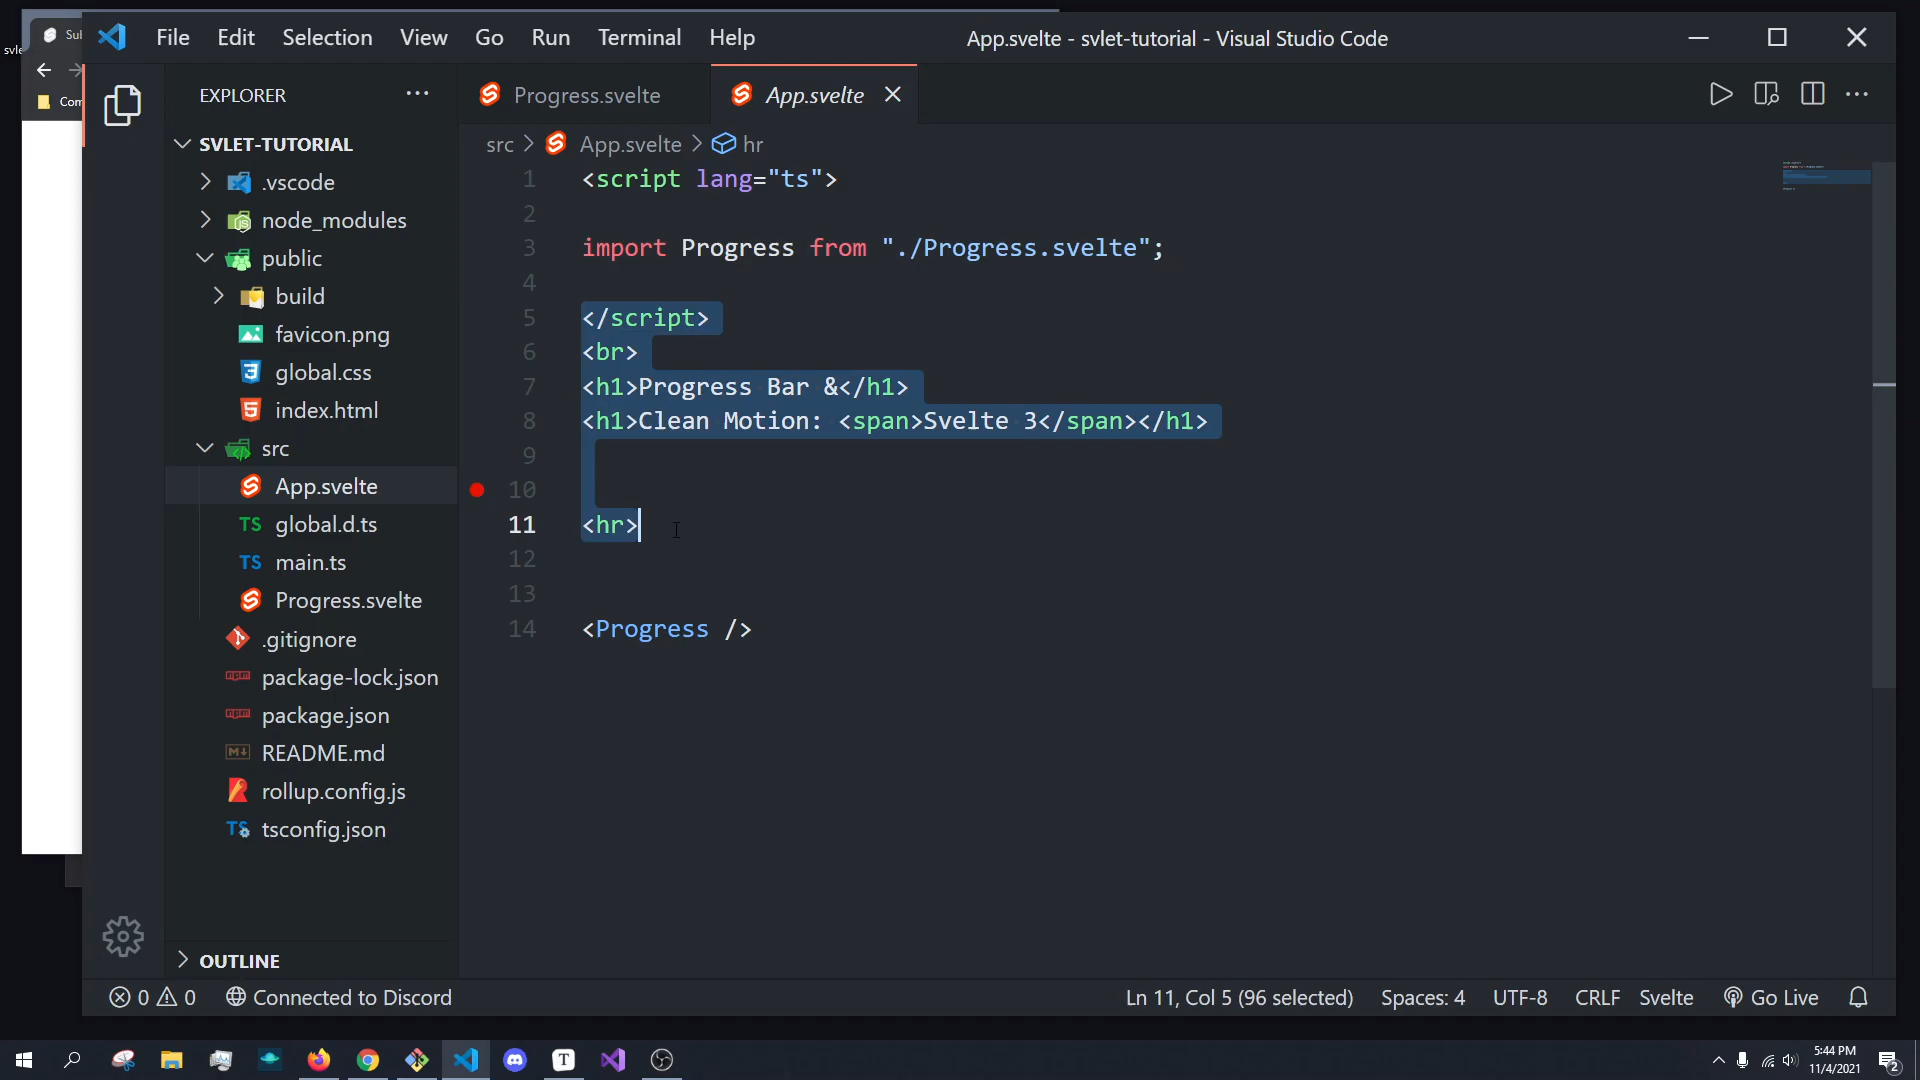 svle
Sul
Com
File Edit Selection View Go Run Terminal Help
App.svelte - svlet-tutorial - Visual Studio Code
EXPLORER
Progress.svelte
App.svelte
SVLET-TUTORIAL
.vscode
node_modules
public
build
favicon.png
global.css
index.html
src
App.svelte
global.d.ts
main.ts
Progress.svelte
.gitignore
package-lock.json
package.json
README.md
rollup.config.js
tsconfig.json
OUTLINE
src > App.svelte > hr
1 <script lang="ts">
2
3 import Progress from "./Progress.svelte";
4
5 </script>
6 <br>
7 <h1>Progress Bar &</h1>
8 <h1>Clean Motion: <span>Svelte 3</span></h1>
9
10
11 <hr>
12
13
14 <Progress />
0 0 Connected to Discord
Ln 11, Col 5 (96 selected) Spaces: 4 UTF-8 CRLF Svelte Go Live
5:44 PM
11/4/2021
2